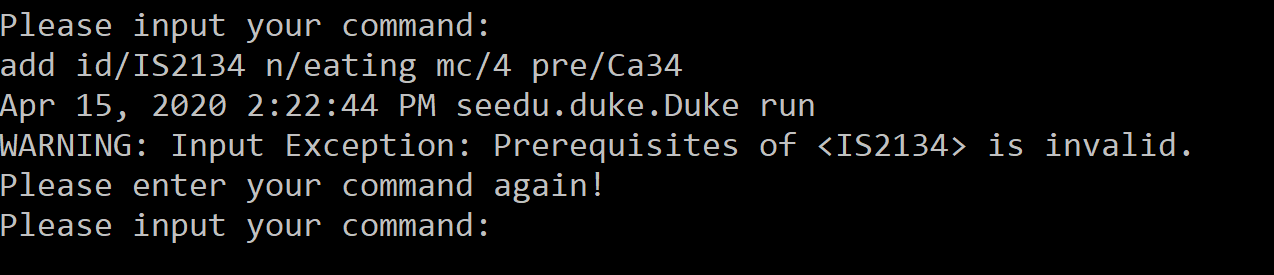 Please input your command:
add id/IS2134 n/eating mc/4 pre/Ca34
Apr 15, 2020 2:22:44 PM seedu.duke.Duke run
WARNING: Input Exception: Prerequisites of <IS2134> is invalid.
Please enter your command again!
Please input your command: